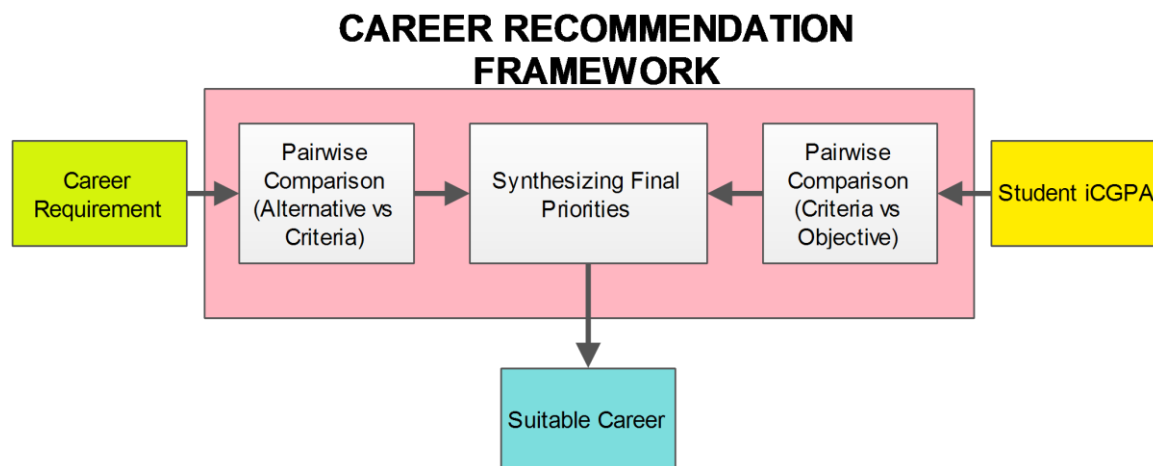 CAREER RECOMMENDATION
FRAMEWORK
Career
Requirement
Pairwise
Comparison
(Alternative vs
Criteria)
Synthesizing Final
Priorities
Pairwise
Comparison
(Criteria vs
Objective)
Student iCGPA
Suitable Career